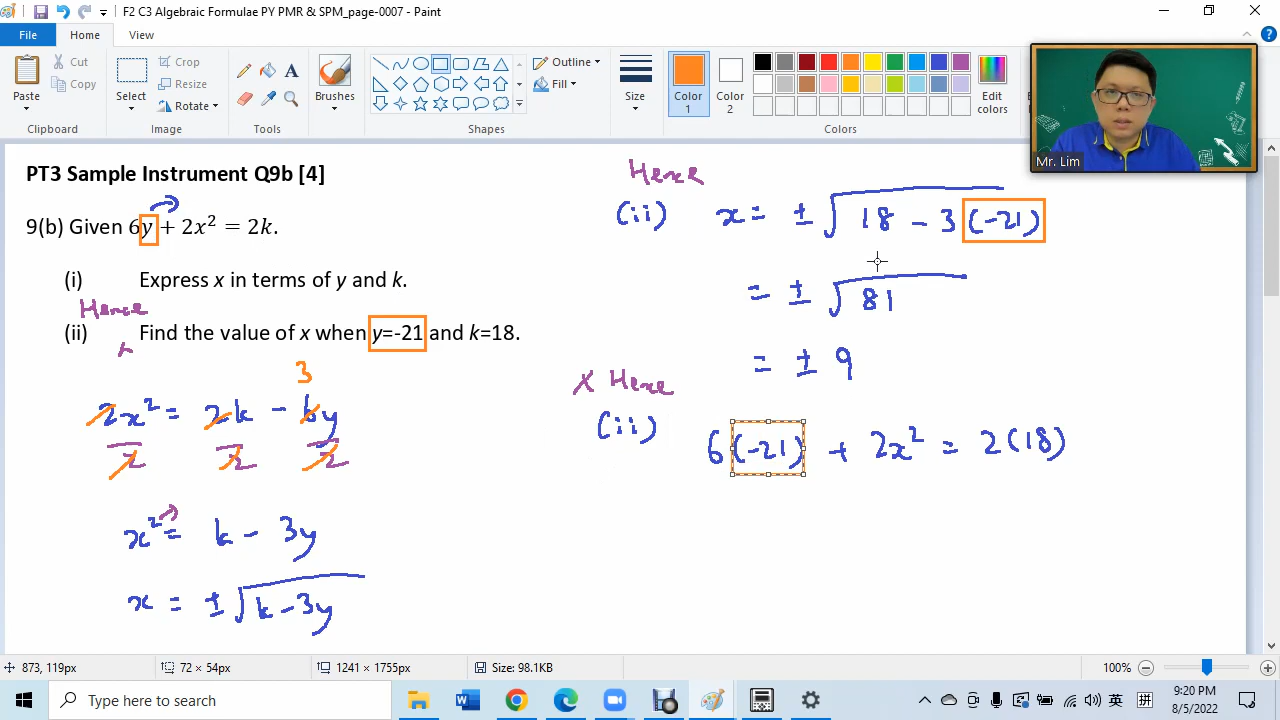 F2 C3 Algebraic Formulae PY PMR & SPM_page-0007 - Paint
File Home View
Paste Cut Copy Clipboard
Select Crop Resize Rotate Image
Tools
Brushes
Shapes
Outline Fill
Size
Color 1 Color 2
Colors
Edit colors
Mr. Lim
PT3 Sample Instrument Q9b [4]
9(b) Given 6y + 2x² = 2k.
(i) Express x in terms of y and k.
Hence
(ii) Find the value of x when y=-21 and k=18.
3
2x² = 2k - 6y
2 2 2
x² = k - 3y
x = ± √k - 3y
Hence
(ii) x = ± √18 - 3 (-21)
= ± √81
= ± 9
X Hence
(ii) 6 (-21) + 2x² = 2(18)
873, 119px 72 × 54px 1241 × 1755px Size: 98.1KB 100%
Type here to search
英 拼
9:20 PM
8/5/2022